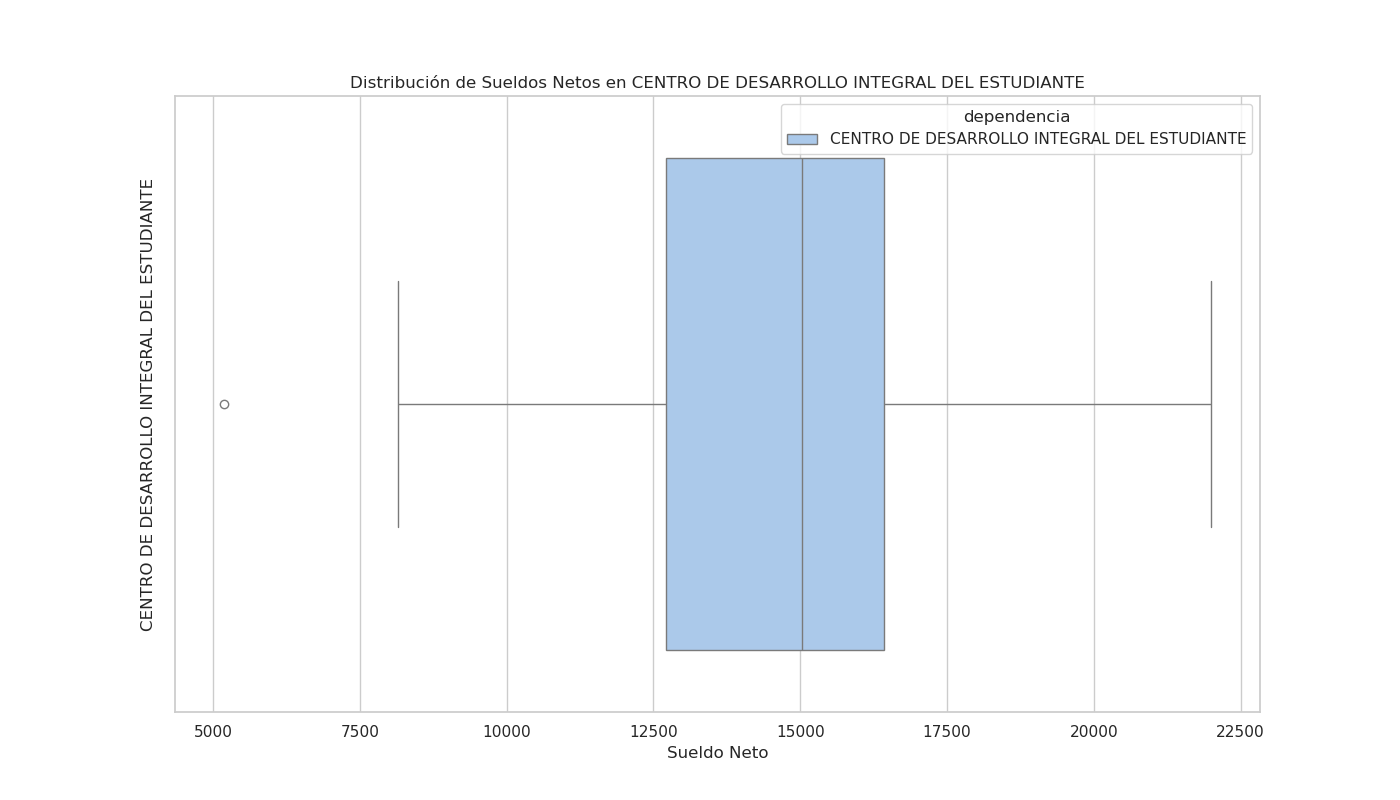 Distribución de Sueldos Netos en CENTRO DE DESARROLLO INTEGRAL DEL ESTUDIANTE
dependencia
CENTRO DE DESARROLLO INTEGRAL DEL ESTUDIANTE
CENTRO DE DESARROLLO INTEGRAL DEL ESTUDIANTE
5000 7500 10000 12500 15000 17500 20000 22500
Sueldo Neto